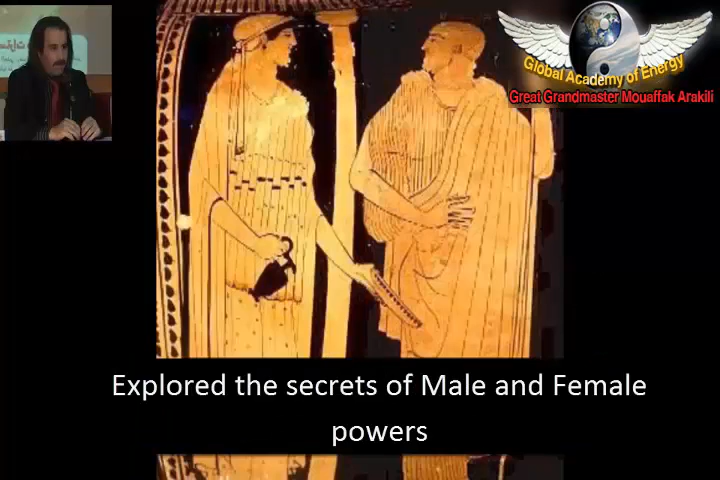 Global Academy of Energy
Great Grandmaster Mouaffak Arakili
Explored the secrets of Male and Female
powers